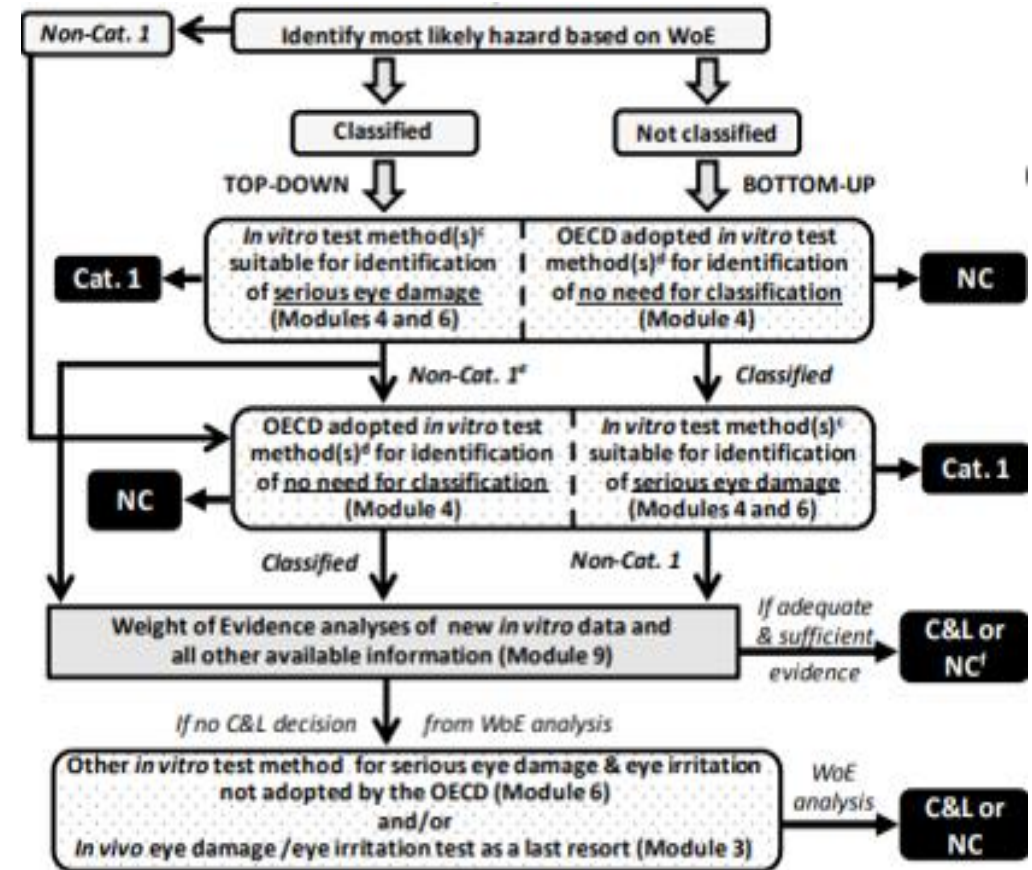 Non-Cat. 1
Identify most likely hazard based on WoE
Classified
Not classified
TOP-DOWN
BOTTOM-UP
In vitro test method(s)c
suitable for identification
of serious eye damage
(Modules 4 and 6)
OECD adopted in vitro test
method(s)d for identification
of no need for classification
(Module 4)
Cat. 1
NC
Non-Cat. 1e
Classified
OECD adopted in vitro test
method(s)d for identification
of no need for classification
(Module 4)
In vitro test method(s)c
suitable for identification
of serious eye damage
(Modules 4 and 6)
NC
Cat. 1
Classified
Non-Cat. 1
Weight of Evidence analyses of new in vitro data and
all other available information (Module 9)
If adequate
& sufficient
evidence
C&L or
NCf
If no C&L decision
from WoE analysis
Other in vitro test method for serious eye damage & eye irritation
not adopted by the OECD (Module 6)
and/or
In vivo eye damage /eye irritation test as a last resort (Module 3)
WoE
analysis
C&L or
NC